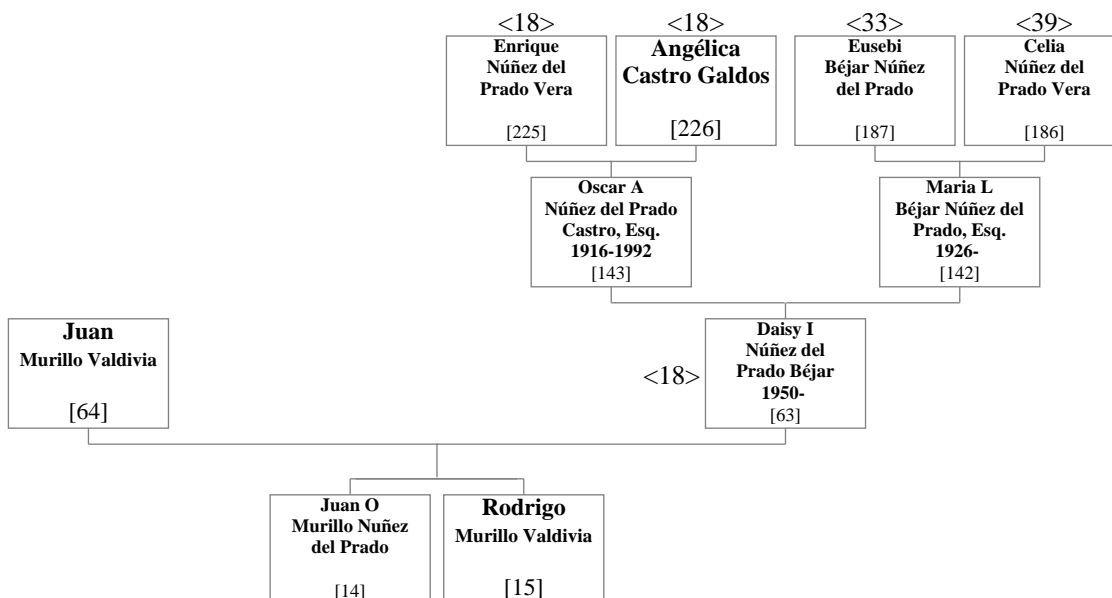 <18>
<18>
<33>
<39>
Enrique
Núñez del
Prado Vera
[225]
Angélica
Castro Galdos
[226]
Eusebi
Béjar Núñez
del Prado
[187]
Celia
Núñez del
Prado Vera
[186]
Oscar A
Núñez del Prado
Castro, Esq.
1916-1992
[143]
Maria L
Béjar Núñez del
Prado, Esq.
1926-
[142]
Juan
Murillo Valdivia
[64]
<18>
Daisy I
Núñez del
Prado Béjar
1950-
[63]
Juan O
Murillo Nuñez
del Prado
[14]
Rodrigo
Murillo Valdivia
[15]